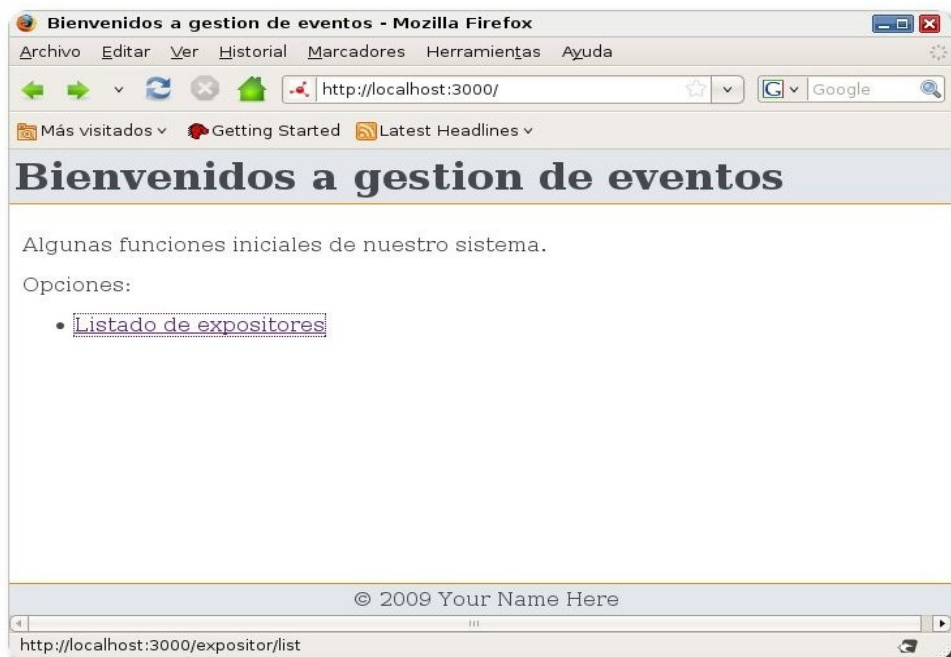 Bienvenidos a gestion de eventos - Mozilla Firefox
Archivo Editar Ver Historial Marcadores Herramientas Ayuda
http://localhost:3000/ G Google
Más visitados Getting Started Latest Headlines
Bienvenidos a gestion de eventos
Algunas funciones iniciales de nuestro sistema.
Opciones:
• Listado de expositores
© 2009 Your Name Here
http://localhost:3000/expositor/list